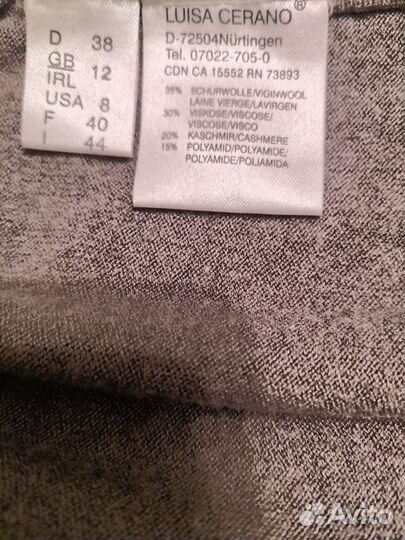 D 38
GB
IRL 12
USA 8
F 40
I 44
LUISA CERANO®
D-72504Nürtingen
Tel. 07022-705-0
CDN CA 15552 RN 73893
35% SCHURWOLLE/VIGINWOOL
LAINE VIERGE/LAVIRGEN
30% VISKOSE/VISCOSE/
VISCOSE/VISCO
20% KASCHMIR/CASHMERE
15% POLYAMID/POLYAMIDE/
POLYAMIDE/POLIAMIDA
Avito